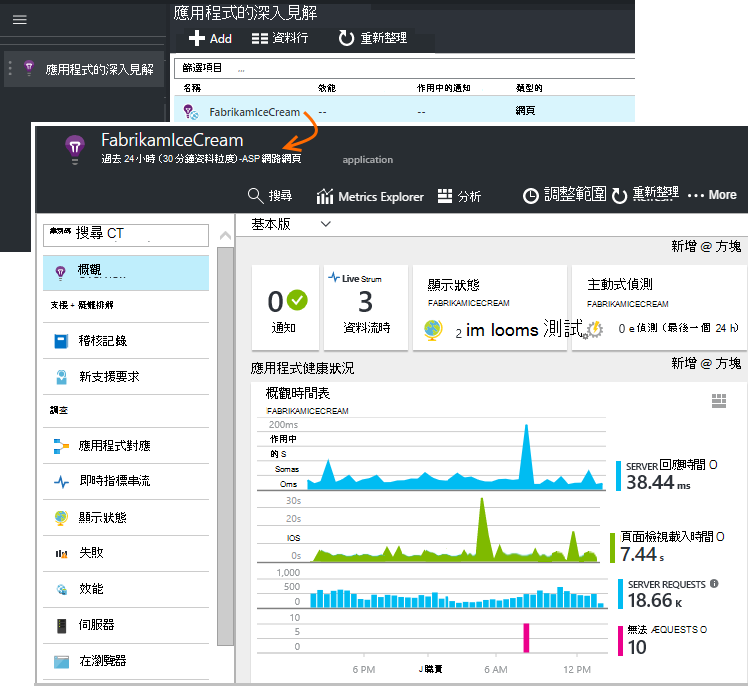 應用程式的深入見解
Add
資料行
重新整理
應用程式的深入見解
篩選項目 ...
名稱 效能 作用中的通知 類型的
FabrikamIceCream -- -- 網頁
FabrikamIceCream
過去 24 小時 (30 分鐘資料粒度)-ASP 網路網頁
application
搜尋
Metrics Explorer
分析
調整範圍
重新整理
More
搜尋 CT
概觀
支援 + 疑難排解
稽核記錄
新支援要求
調查
應用程式對應
即時指標串流
顯示狀態
失敗
效能
伺服器
在瀏覽器
基本版
新增 @ 方塊
0
通知
Live Strum
3
資料流時
顯示狀態
FABRIKAMICECREAM
2 im looms 測試
主動式偵測
FABRIKAMICECREAM
0 e 偵測 (最後一個 24 h)
應用程式健康狀況
新增 @ 方塊
概觀時間表
FABRIKAMICECREAM
200ms
作用中
的 S
Somas
Oms
SERVER 回應時間 O
38.44 ms
30s
20s
IOS
0s
頁面檢視載入時間 O
7.44 s
1,000
500
0
SERVER REQUESTS
18.66 K
10
5
0
無法 ÆQUESTS O
10
6 PM
J 職責
6 AM
12 PM